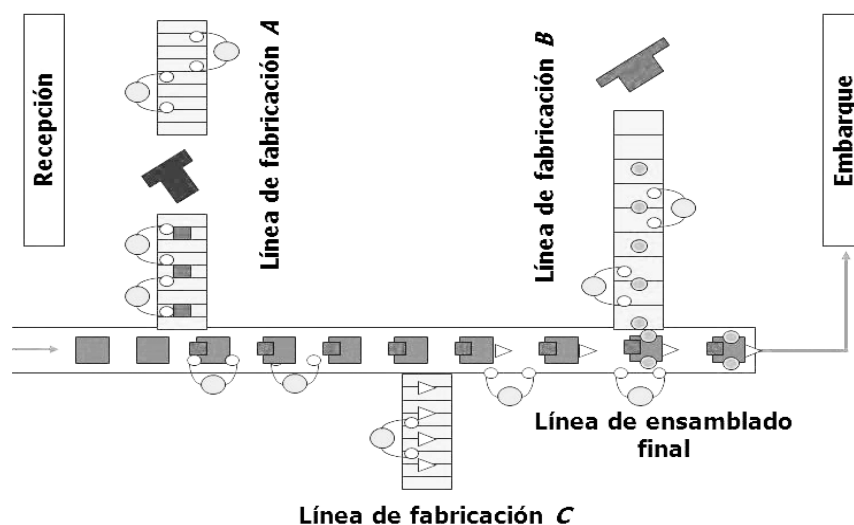 Recepción
Línea de fabricación A
Línea de fabricación B
Embarque
Línea de ensamblado
final
Línea de fabricación C